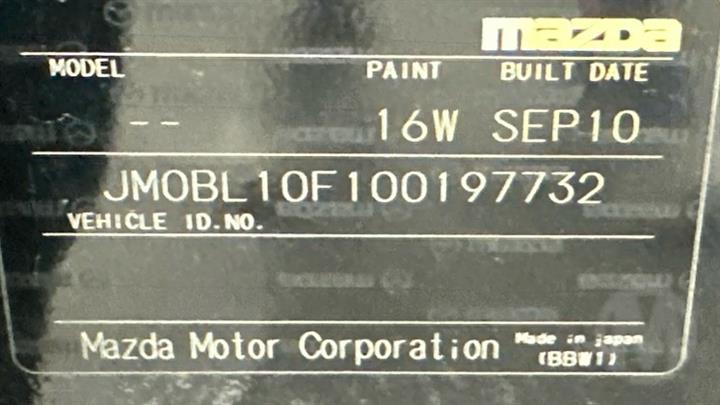 mazda
MODEL PAINT BUILT DATE
-- 16W SEP10
JM0BL10F100197732
VEHICLE ID.NO.
Mazda Motor Corporation Made in japan
(BBW1)